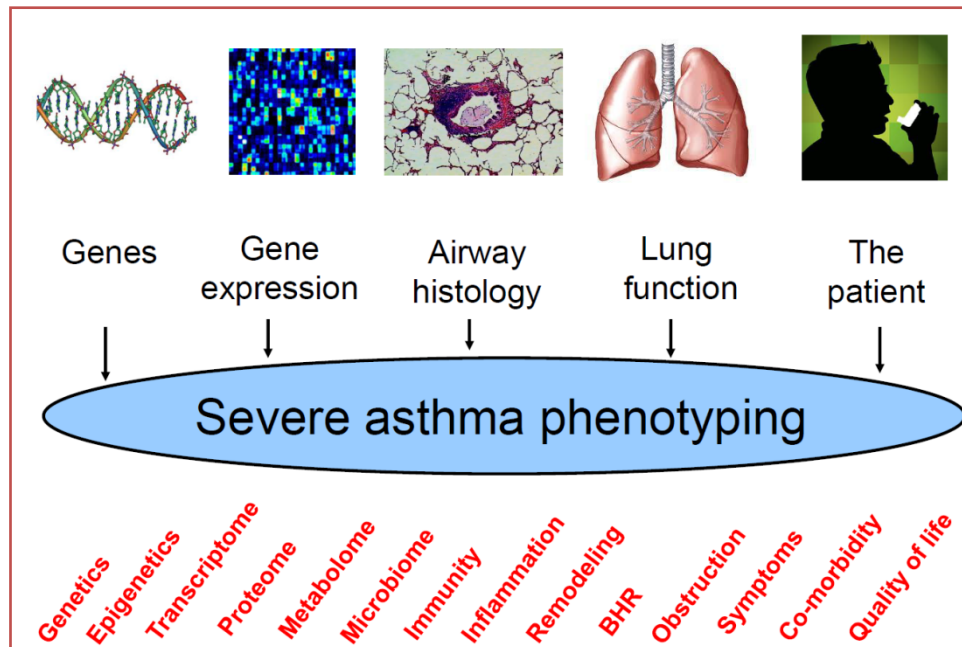 Genes
Gene
expression
Airway
histology
Lung
function
The
patient
Severe asthma phenotyping
Genetics
Epigenetics
Transcriptome
Proteome
Metabolome
Microbiome
Immunity
Inflammation
Remodeling
BHR
Obstruction
Symptoms
Co-morbidity
Quality of life